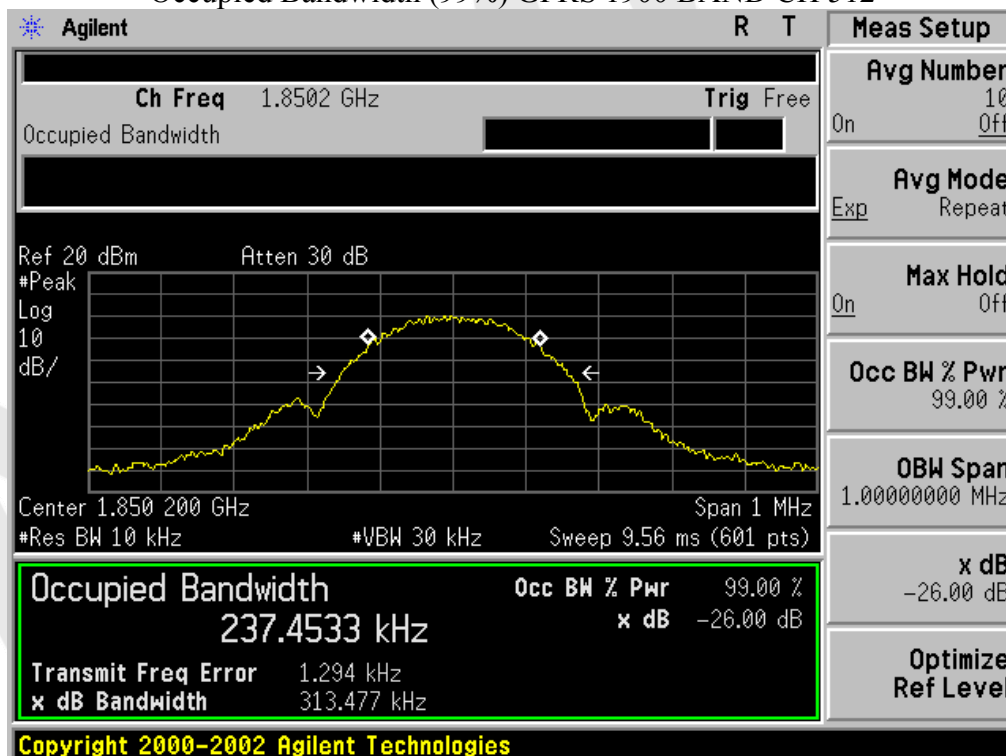 Agilent R T Meas Setup
Ch Freq 1.8502 GHz Trig Free
Occupied Bandwidth
Ref 20 dBm Atten 30 dB
#Peak
Log
10
dB/
Center 1.850 200 GHz Span 1 MHz
#Res BW 10 kHz #VBW 30 kHz Sweep 9.56 ms (601 pts)
Occupied Bandwidth Occ BW % Pwr 99.00 %
237.4533 kHz x dB -26.00 dB
Transmit Freq Error 1.294 kHz
x dB Bandwidth 313.477 kHz
Avg Number
10
On Off
Avg Mode
Exp Repeat
Max Hold
On Off
Occ BW % Pwr
99.00 %
OBW Span
1.00000000 MHz
x dB
-26.00 dB
Optimize
Ref Level
Copyright 2000-2002 Agilent Technologies